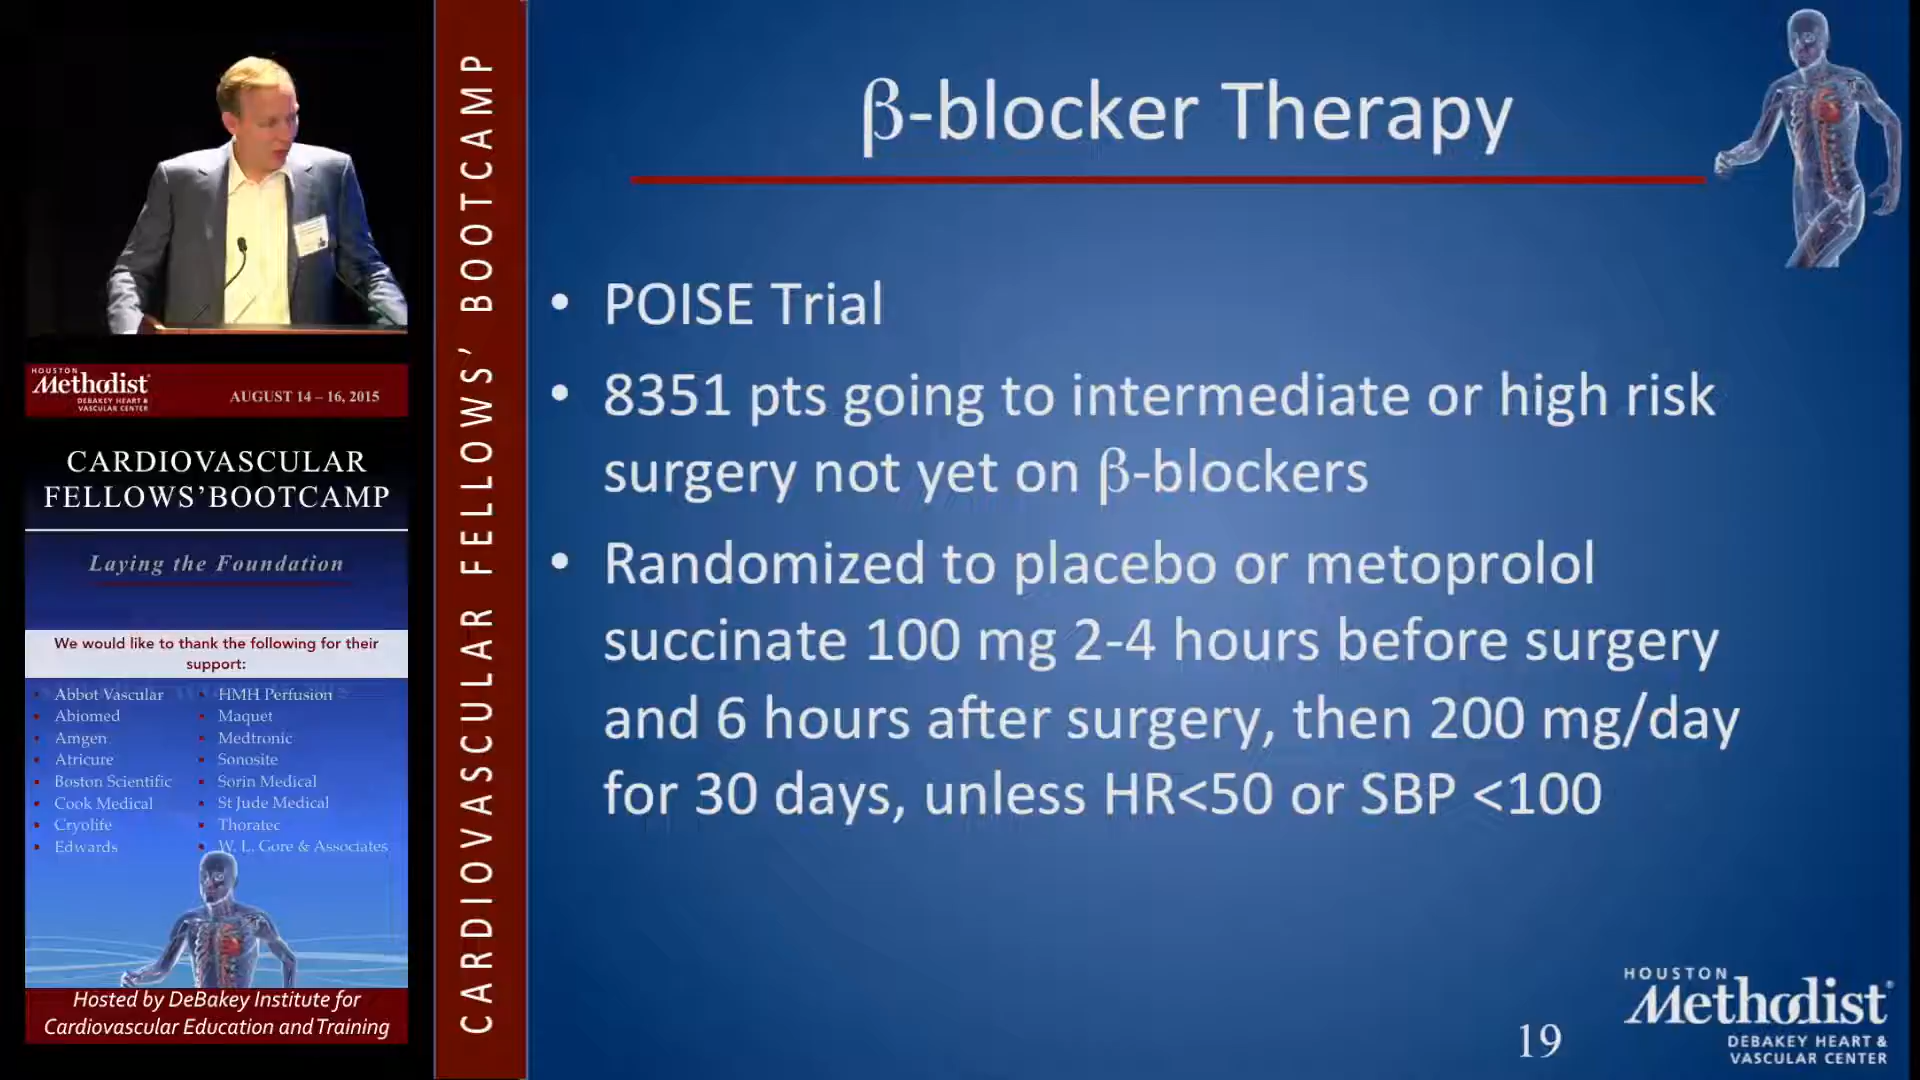 HOUSTON
Methodist
DEBAKEY HEART &
VASCULAR CENTER
AUGUST 14 – 16, 2015
CARDIOVASCULAR
FELLOWS'BOOTCAMP
Laying the Foundation
We would like to thank the following for their
support:
• Abbot Vascular
• Abiomed
• Amgen
• Atricure
• Boston Scientific
• Cook Medical
• Cryolife
• Edwards
• HMH Perfusion
• Maquet
• Medtronic
• Sonosite
• Sorin Medical
• St Jude Medical
• Thoratec
• W. L. Gore & Associates
Hosted by DeBakey Institute for
Cardiovascular Education and Training
CARDIOVASCULAR FELLOWS' BOOTCAMP
β-blocker Therapy
• POISE Trial
• 8351 pts going to intermediate or high risk
surgery not yet on β-blockers
• Randomized to placebo or metoprolol
succinate 100 mg 2-4 hours before surgery
and 6 hours after surgery, then 200 mg/day
for 30 days, unless HR<50 or SBP <100
19
HOUSTON
Methodist
DEBAKEY HEART &
VASCULAR CENTER